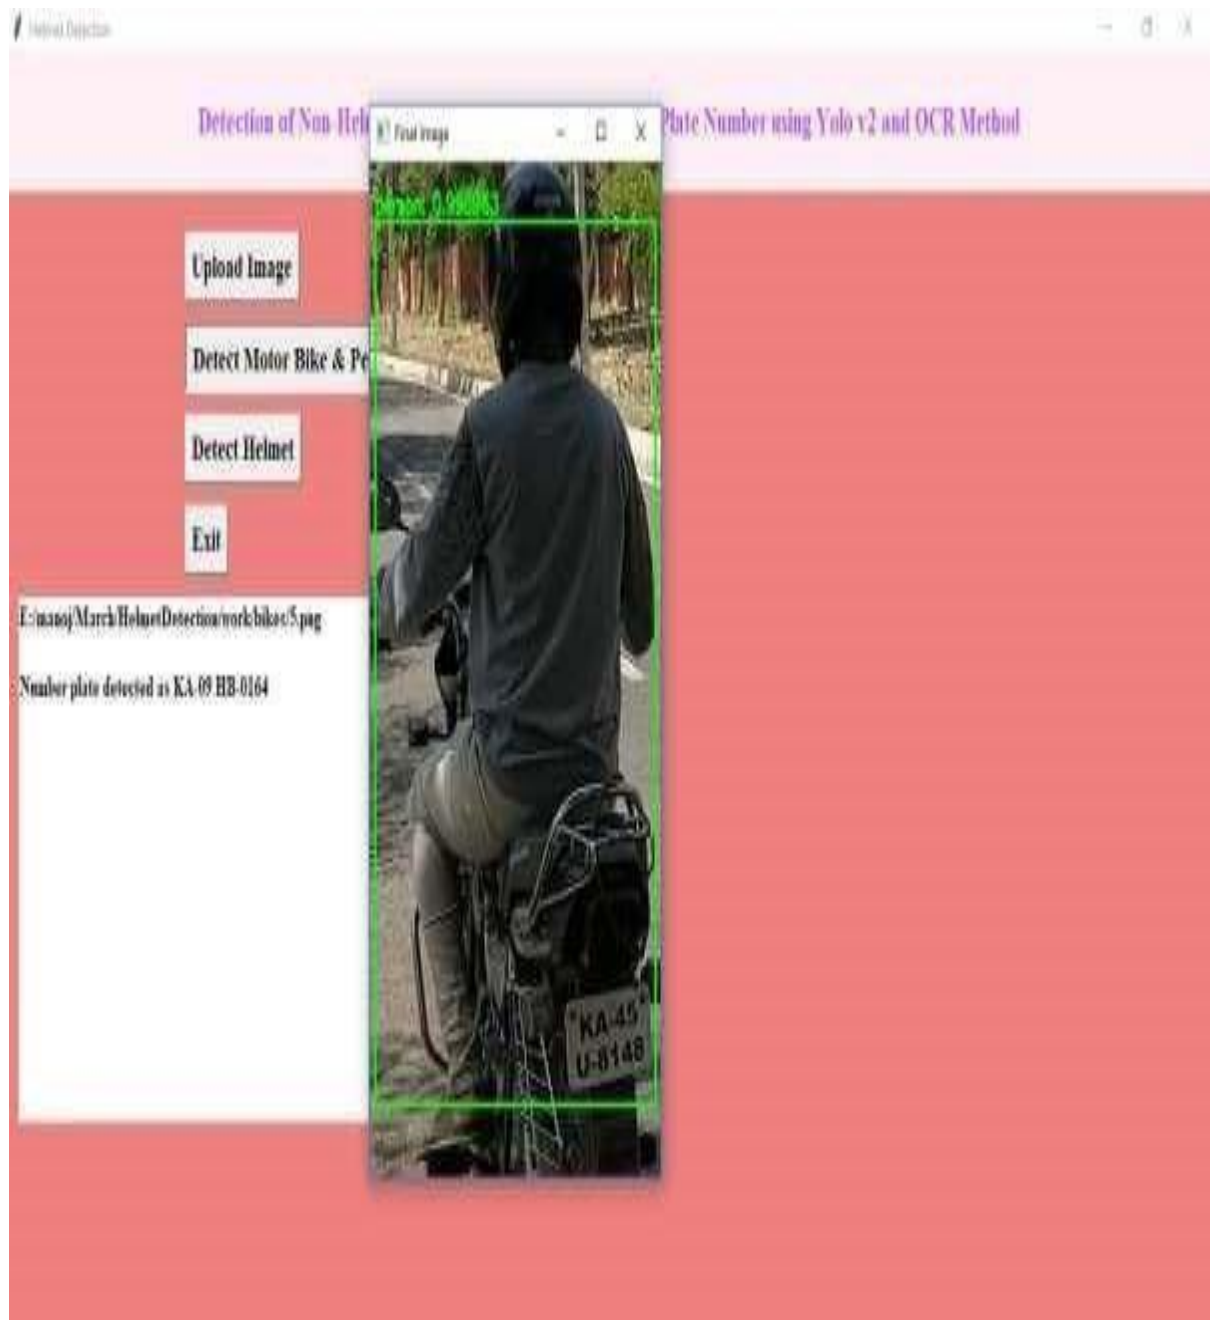 Helmet Detection
Detection of Non-Hel Plate Number using Yolo v2 and OCR Method
Final Image
Upload Image
Detect Motor Bike & Pe
Detect Helmet
Exit
E:/manoj/March/HelmetDetection/work/bikes/5.png
Number plate detected as KA-09 HB-0164
KA-45
U-8148